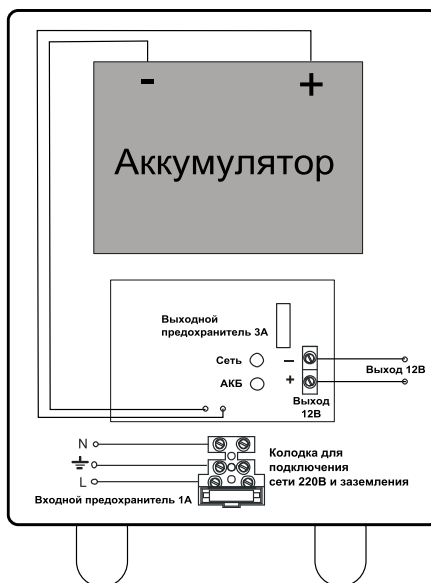 - +
Аккумулятор
Выходной
предохранитель 3А
Сеть
АКБ
–
+
Выход 12В
Выход
12В
N
L
Колодка для
подключения
сети 220В и заземления
Входной предохранитель 1А